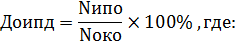 Доипд = Nипо / Nоко × 100% , где: